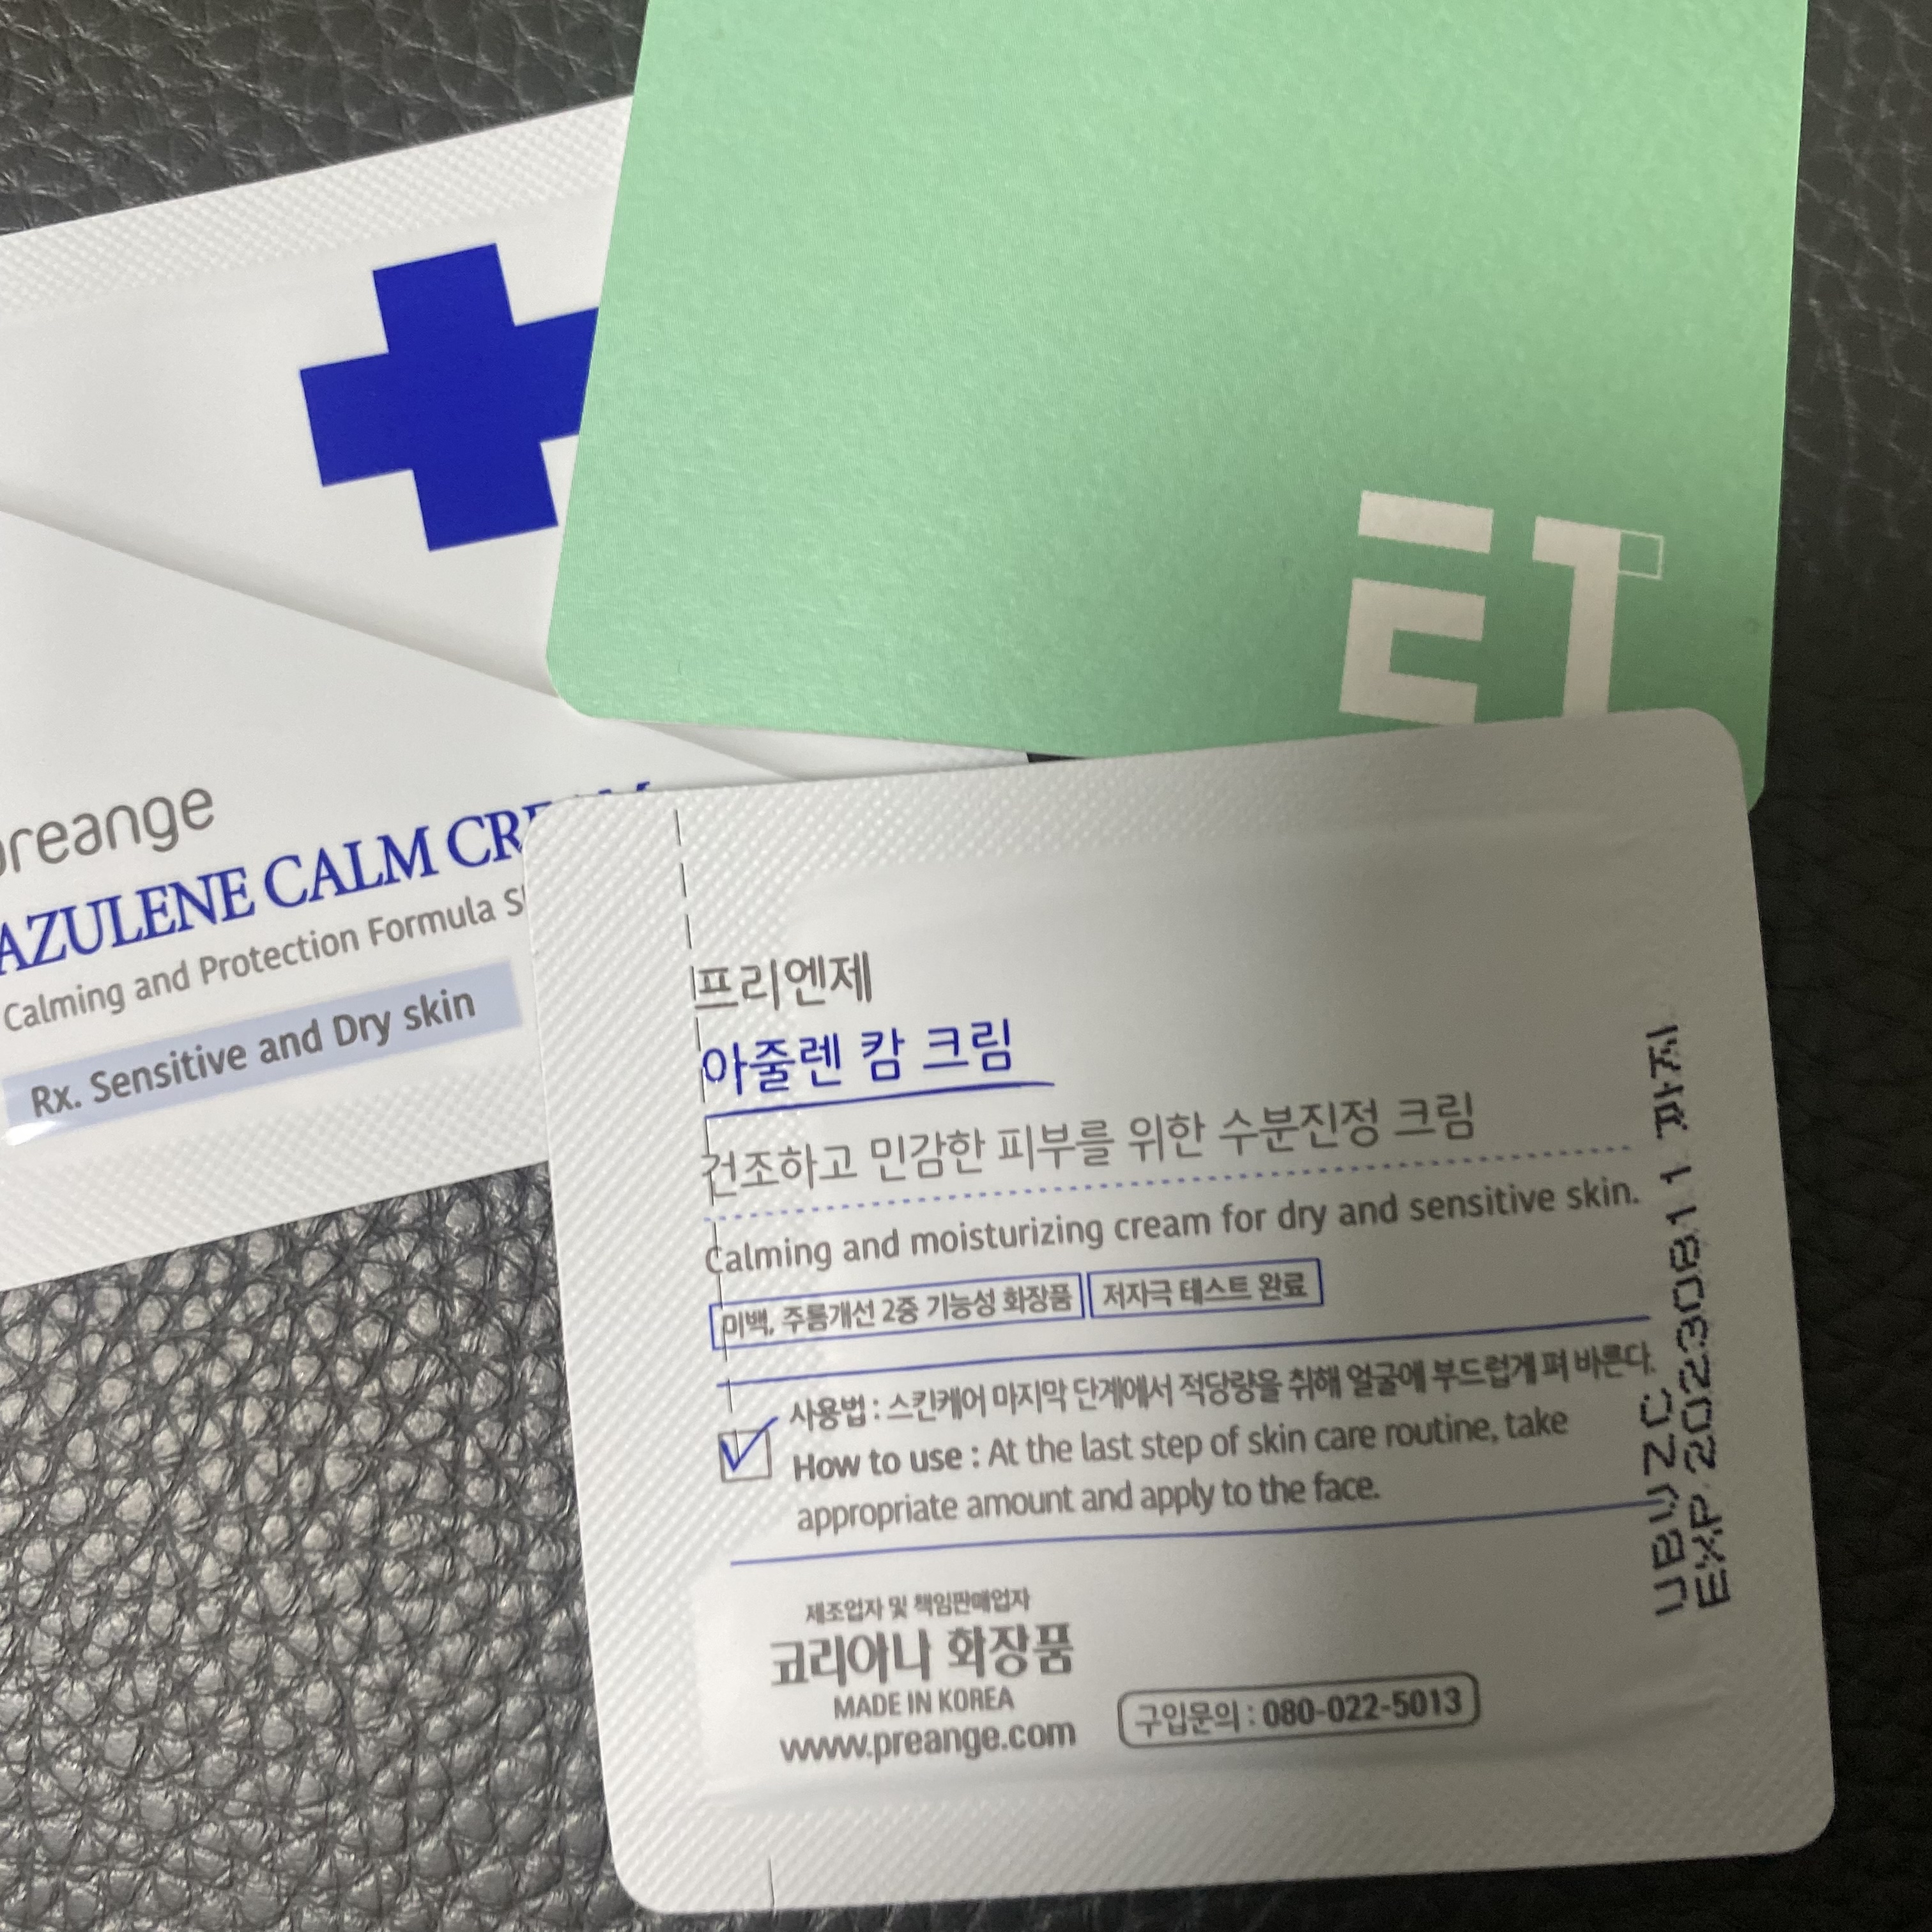 reange
AZULENE CALM
Calming and Protection Formula
Rx. Sensitive and Dry skin
프리엔제
아줄렌 캄 크림
건조하고 민감한 피부를 위한 수분진정 크림
Calming and moisturizing cream for dry and sensitive skin.
미백, 주름개선 2중 기능성 화장품
저자극 테스트 완료
사용법 : 스킨케어 마지막 단계에서 적당량을 취해 얼굴에 부드럽게 펴 바른다.
How to use : At the last step of skin care routine, take
appropriate amount and apply to the face.
제조업자 및 책임판매업자
코리아나 화장품
MADE IN KOREA
www.preange.com
구입문의 : 080-022-5013
EXP 20230811 까지